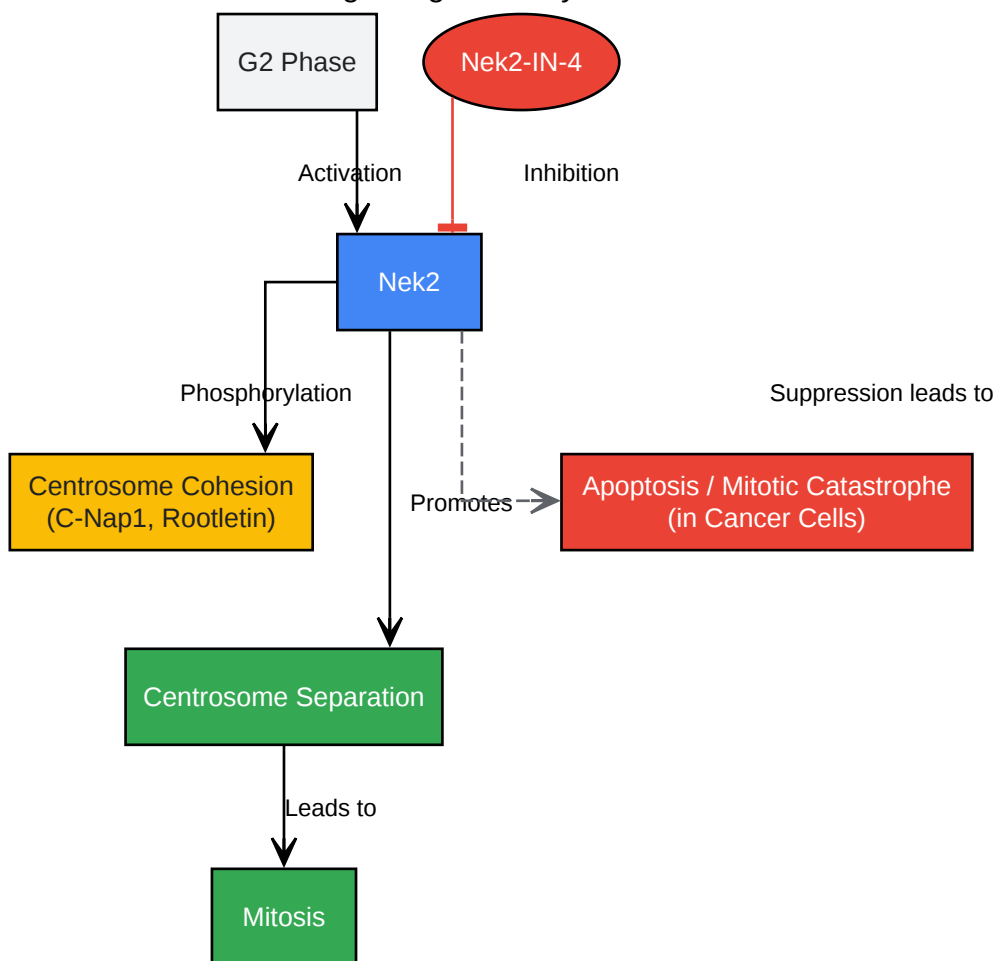 G2 Phase
Nek2-IN-4
Activation
Inhibition
Nek2
Phosphorylation
Suppression leads to
Centrosome Cohesion
(C-Nap1, Rootletin)
Promotes
Apoptosis / Mitotic Catastrophe
(in Cancer Cells)
Centrosome Separation
Leads to
Mitosis